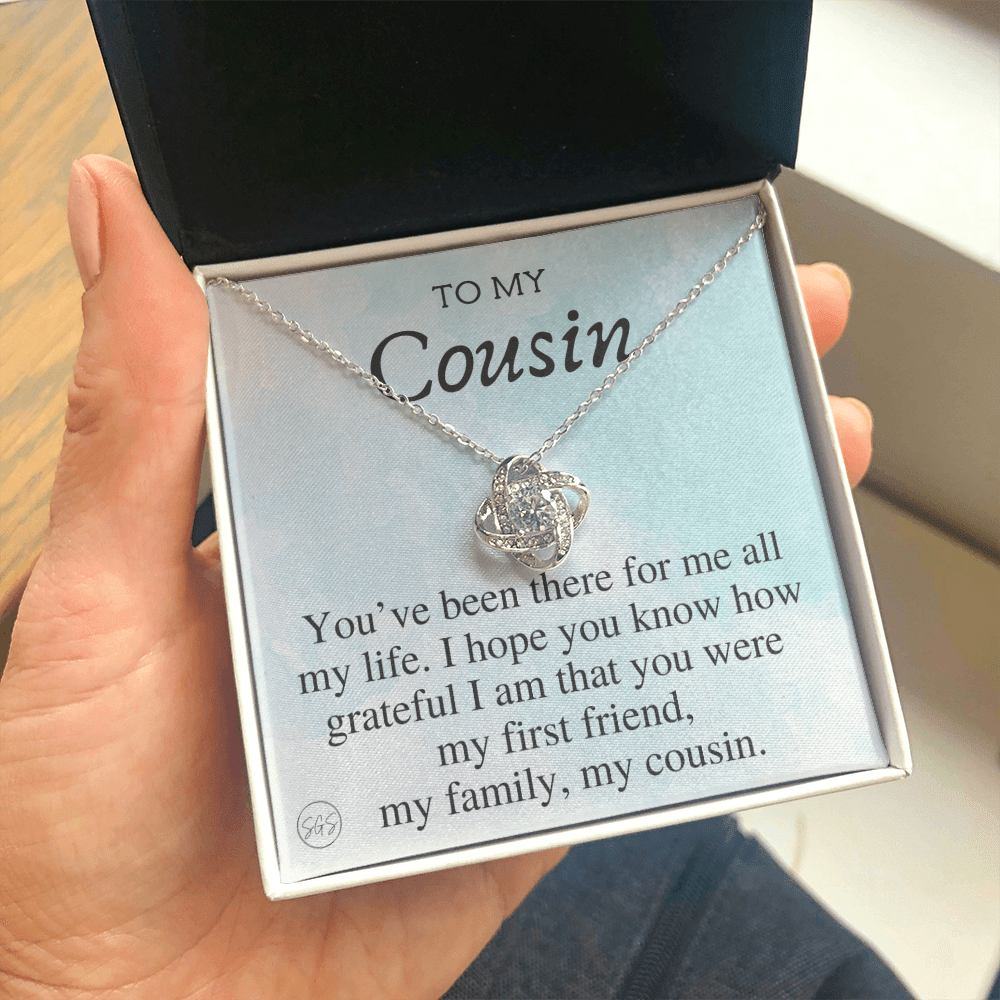 TO MY
Cousin
You've been there for me all
my life. I hope you know how
grateful I am that you were
my first friend,
my family, my cousin.
SGS